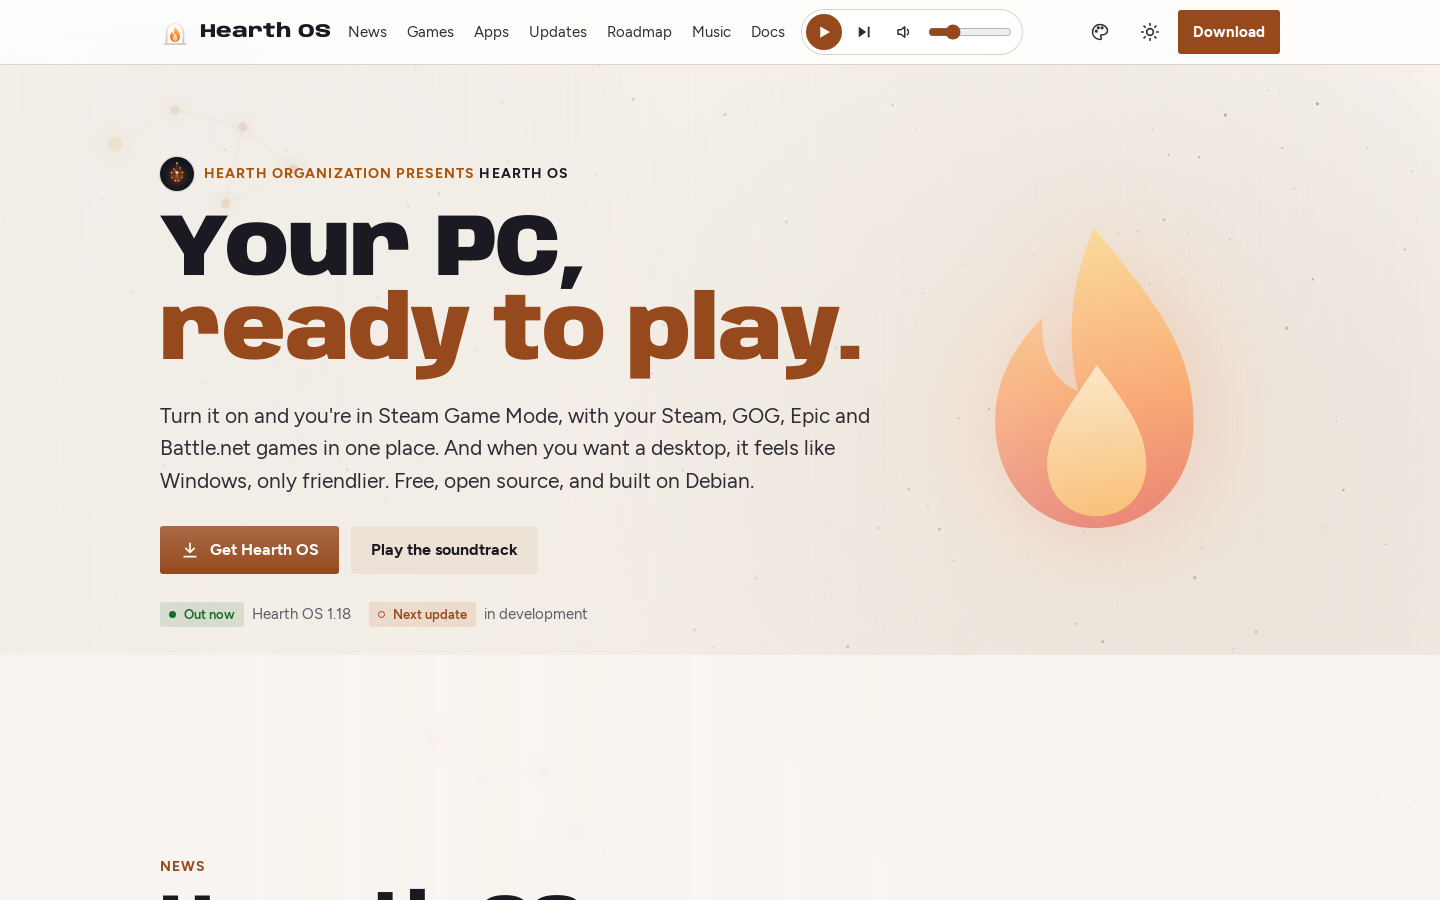 Hearth OS
News
Games
Apps
Updates
Roadmap
Music
Docs
Download
HEARTH ORGANIZATION PRESENTS HEARTH OS
Your PC,
ready to play.
Turn it on and you're in Steam Game Mode, with your Steam, GOG, Epic and
Battle.net games in one place. And when you want a desktop, it feels like
Windows, only friendlier. Free, open source, and built on Debian.
Get Hearth OS
Play the soundtrack
Out now
Hearth OS 1.18
Next update
in development
NEWS